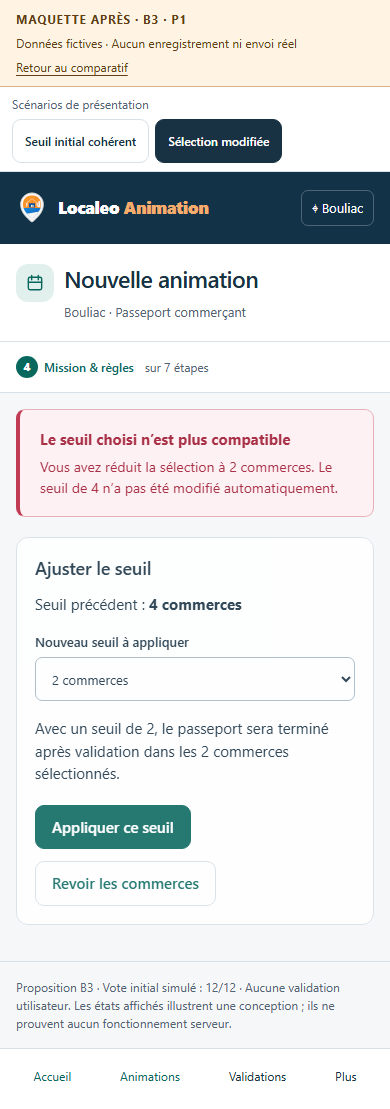 MAQUETTE APRÈS · B3 · P1
Données fictives · Aucun enregistrement ni envoi réel
Retour au comparatif
Scénarios de présentation
Seuil initial cohérent
Sélection modifiée
Localeo Animation
Bouliac
Nouvelle animation
Bouliac · Passeport commerçant
4 Mission & règles sur 7 étapes
Le seuil choisi n’est plus compatible
Vous avez réduit la sélection à 2 commerces. Le
seuil de 4 n’a pas été modifié automatiquement.
Ajuster le seuil
Seuil précédent : 4 commerces
Nouveau seuil à appliquer
2 commerces
Avec un seuil de 2, le passeport sera terminé
après validation dans les 2 commerces
sélectionnés.
Appliquer ce seuil
Revoir les commerces
Proposition B3 · Vote initial simulé : 12/12 · Aucune validation
utilisateur. Les états affichés illustrent une conception ; ils ne
prouvent aucun fonctionnement serveur.
Accueil
Animations
Validations
Plus